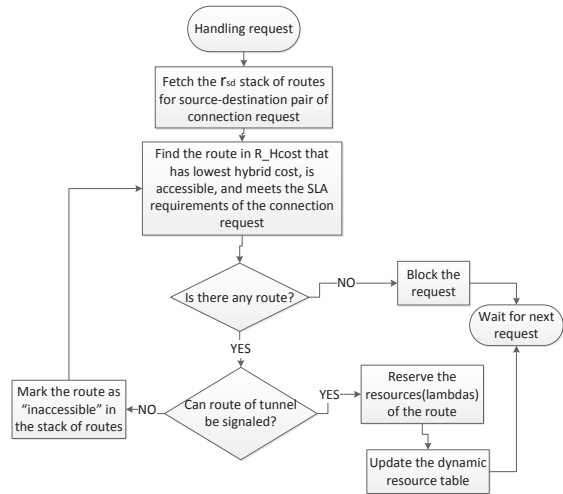 Handling request
Fetch the rsd stack of routes
for source-destination pair of
connection request
Find the route in R_Hcost that
has lowest hybrid cost, is
accessible, and meets the SLA
requirements of the connection
request
Is there any route?
NO
Block the
request
Wait for next
request
YES
Can route of tunnel
be signaled?
NO
Mark the route as
“inaccessible” in
the stack of routes
YES
Reserve the
resources(lambdas)
of the route
Update the dynamic
resource table